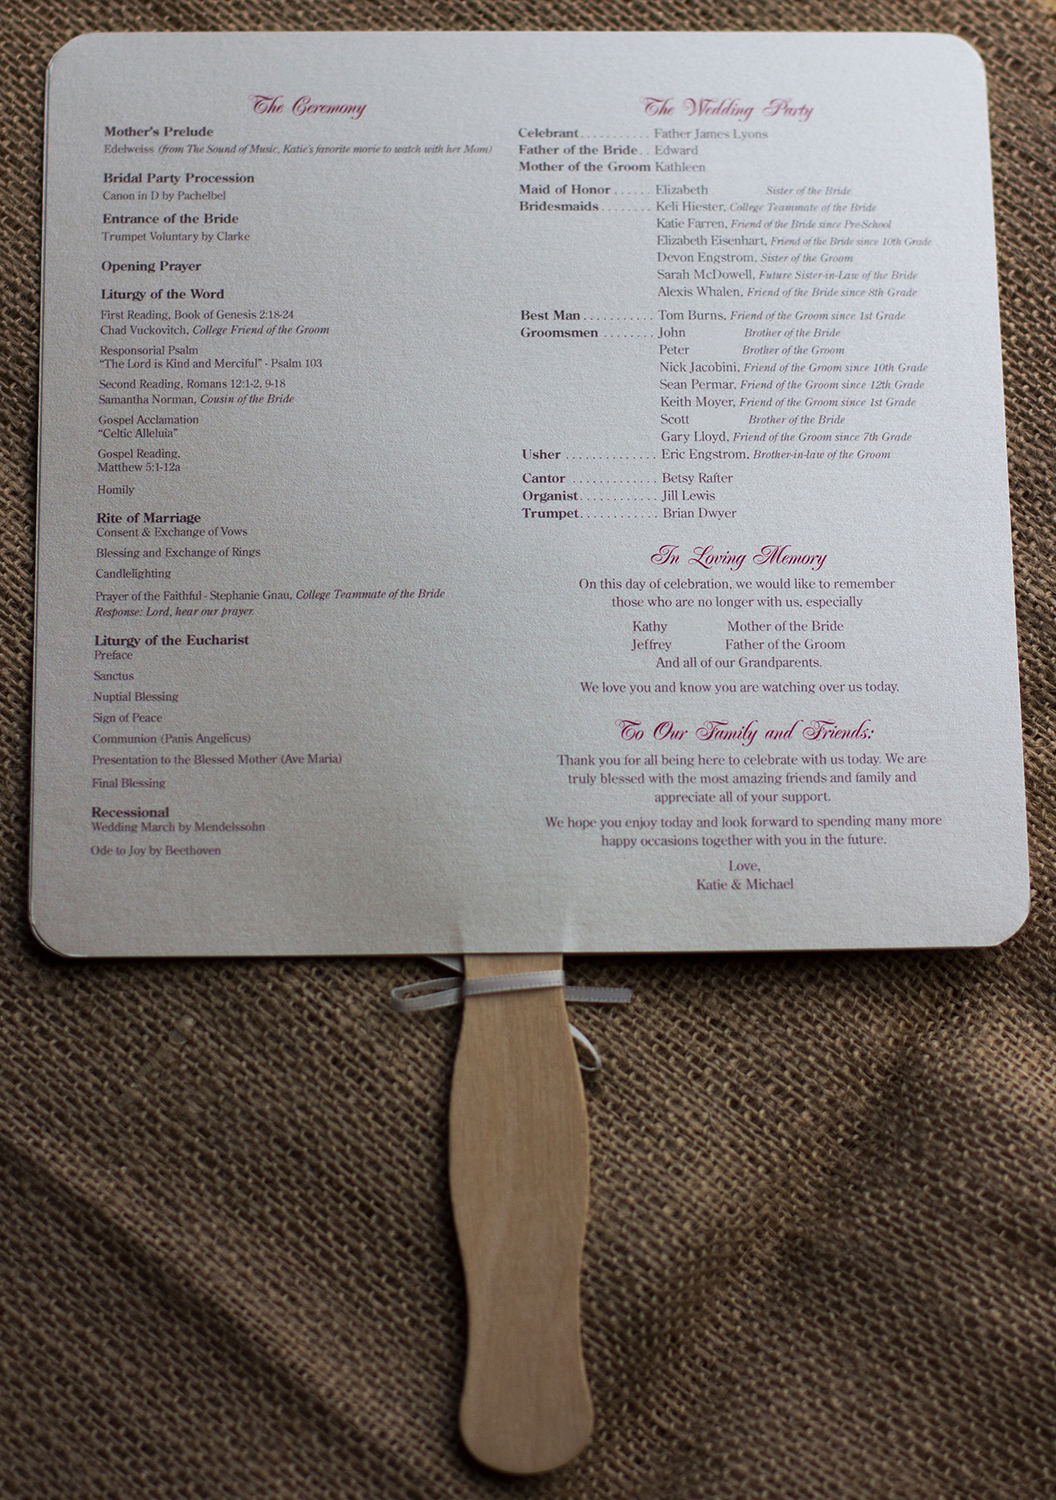 The Ceremony
Mother's Prelude
Edelweiss (from The Sound of Music, Katie's favorite movie to watch with her Mom)
Bridal Party Procession
Canon in D by Pachelbel
Entrance of the Bride
Trumpet Voluntary by Clarke
Opening Prayer
Liturgy of the Word
First Reading, Book of Genesis 2:18-24
Chad Vuckovitch, College Friend of the Groom
Responsorial Psalm
"The Lord is Kind and Merciful" - Psalm 103
Second Reading, Romans 12:1-2, 9-18
Samantha Norman, Cousin of the Bride
Gospel Acclamation
"Celtic Alleluia"
Gospel Reading,
Matthew 5:1-12a
Homily
Rite of Marriage
Consent & Exchange of Vows
Blessing and Exchange of Rings
Candlelighting
Prayer of the Faithful - Stephanie Gnau, College Teammate of the Bride
Response: Lord, hear our prayer.
Liturgy of the Eucharist
Preface
Sanctus
Nuptial Blessing
Sign of Peace
Communion (Panis Angelicus)
Presentation to the Blessed Mother (Ave Maria)
Final Blessing
Recessional
Wedding March by Mendelssohn
Ode to Joy by Beethoven
The Wedding Party
Celebrant.......... Father James Lyons
Father of the Bride.. Edward
Mother of the Groom Kathleen
Maid of Honor ...... Elizabeth Sister of the Bride
Bridesmaids........ Keli Hiester, College Teammate of the Bride
Katie Farren, Friend of the Bride since Pre-School
Elizabeth Eisenhart, Friend of the Bride since 10th Grade
Devon Engstrom, Sister of the Groom
Sarah McDowell, Future Sister-in-Law of the Bride
Alexis Whalen, Friend of the Bride since 8th Grade
Best Man........... Tom Burns, Friend of the Groom since 1st Grade
Groomsmen ........ John Brother of the Bride
Peter Brother of the Groom
Nick Jacobini, Friend of the Groom since 10th Grade
Sean Permar, Friend of the Groom since 12th Grade
Keith Moyer, Friend of the Groom since 1st Grade
Scott Brother of the Bride
Gary Lloyd, Friend of the Groom since 7th Grade
Usher ............. Eric Engstrom, Brother-in-law of the Groom
Cantor ............ Betsy Rafter
Organist........... Jill Lewis
Trumpet........... Brian Dwyer
In Loving Memory
On this day of celebration, we would like to remember
those who are no longer with us, especially
Kathy Mother of the Bride
Jeffrey Father of the Groom
And all of our Grandparents.
We love you and know you are watching over us today.
To Our Family and Friends:
Thank you for all being here to celebrate with us today. We are
truly blessed with the most amazing friends and family and
appreciate all of your support.
We hope you enjoy today and look forward to spending many more
happy occasions together with you in the future.
Love,
Katie & Michael